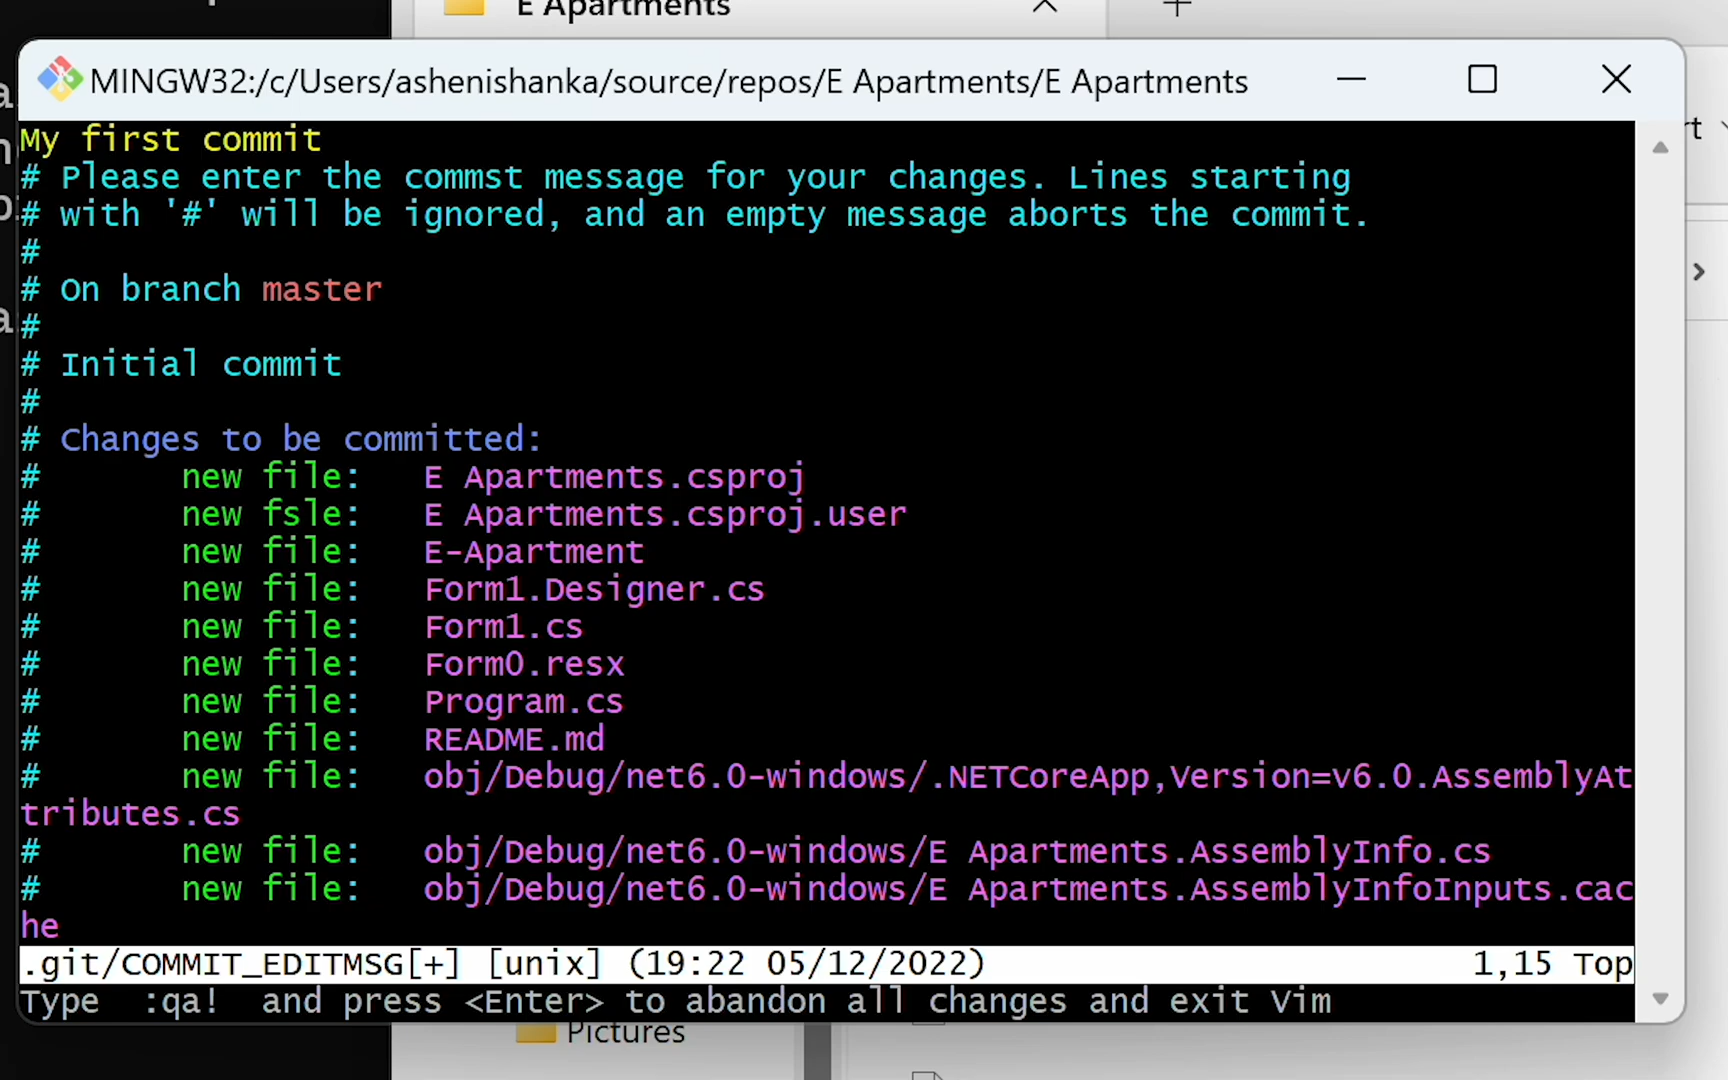 E Apartments
MINGW32:/c/Users/ashenishanka/source/repos/E Apartments/E Apartments
My first commit
# Please enter the commst message for your changes. Lines starting
# with '#' will be ignored, and an empty message aborts the commit.
#
# On branch master
#
# Initial commit
#
# Changes to be committed:
#       new file:   E Apartments.csproj
#       new fsle:   E Apartments.csproj.user
#       new file:   E-Apartment
#       new file:   Form1.Designer.cs
#       new file:   Form1.cs
#       new file:   Form0.resx
#       new file:   Program.cs
#       new file:   README.md
#       new file:   obj/Debug/net6.0-windows/.NETCoreApp,Version=v6.0.AssemblyAt
tributes.cs
#       new file:   obj/Debug/net6.0-windows/E Apartments.AssemblyInfo.cs
#       new file:   obj/Debug/net6.0-windows/E Apartments.AssemblyInfoInputs.cac
he
.git/COMMIT_EDITMSG[+] [unix] (19:22 05/12/2022) 1,15 Top
Type  :qa!  and press <Enter> to abandon all changes and exit Vim
Pictures